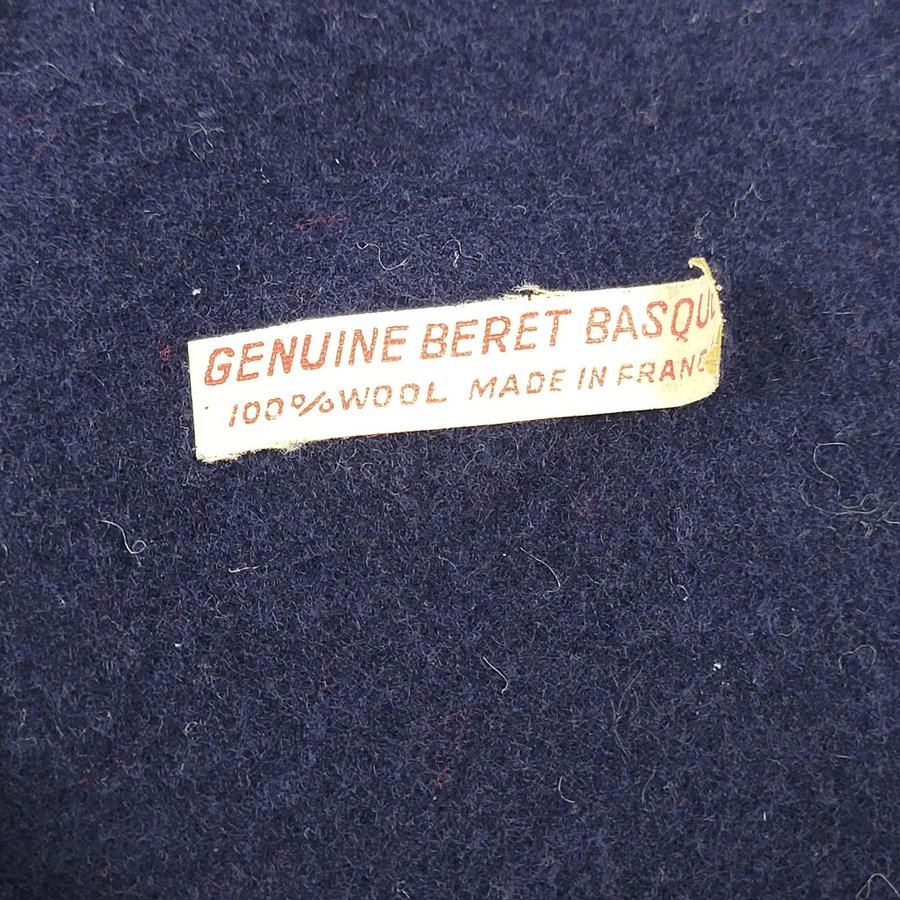 GENUINE BERET BASQU
100% WOOL MADE IN FRANC